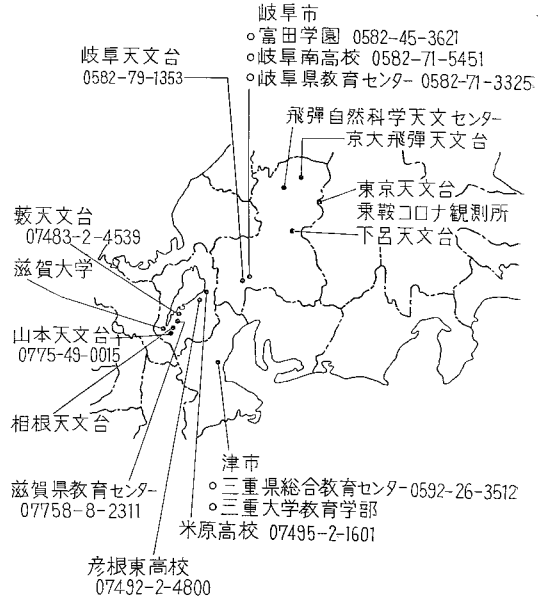 岐阜市
○富田学園 0582-45-3621
○岐阜南高校 0582-71-5451
○岐阜県教育センター 0582-71-3325
岐阜天文台
0582-79-1353
飛彈自然科学天文センター
京大飛彈天文台
東京天文台
乗鞍コロナ観測所
下呂天文台
藪天文台
07483-2-4539
滋賀大学
山本天文台
0775-49-0015
相根天文台
滋賀県教育センター
07758-8-2311
津市
○三重県総合教育センター0592-26-3512
○三重大学教育学部
米原高校 07495-2-1601
彦根東高校
07492-2-4800